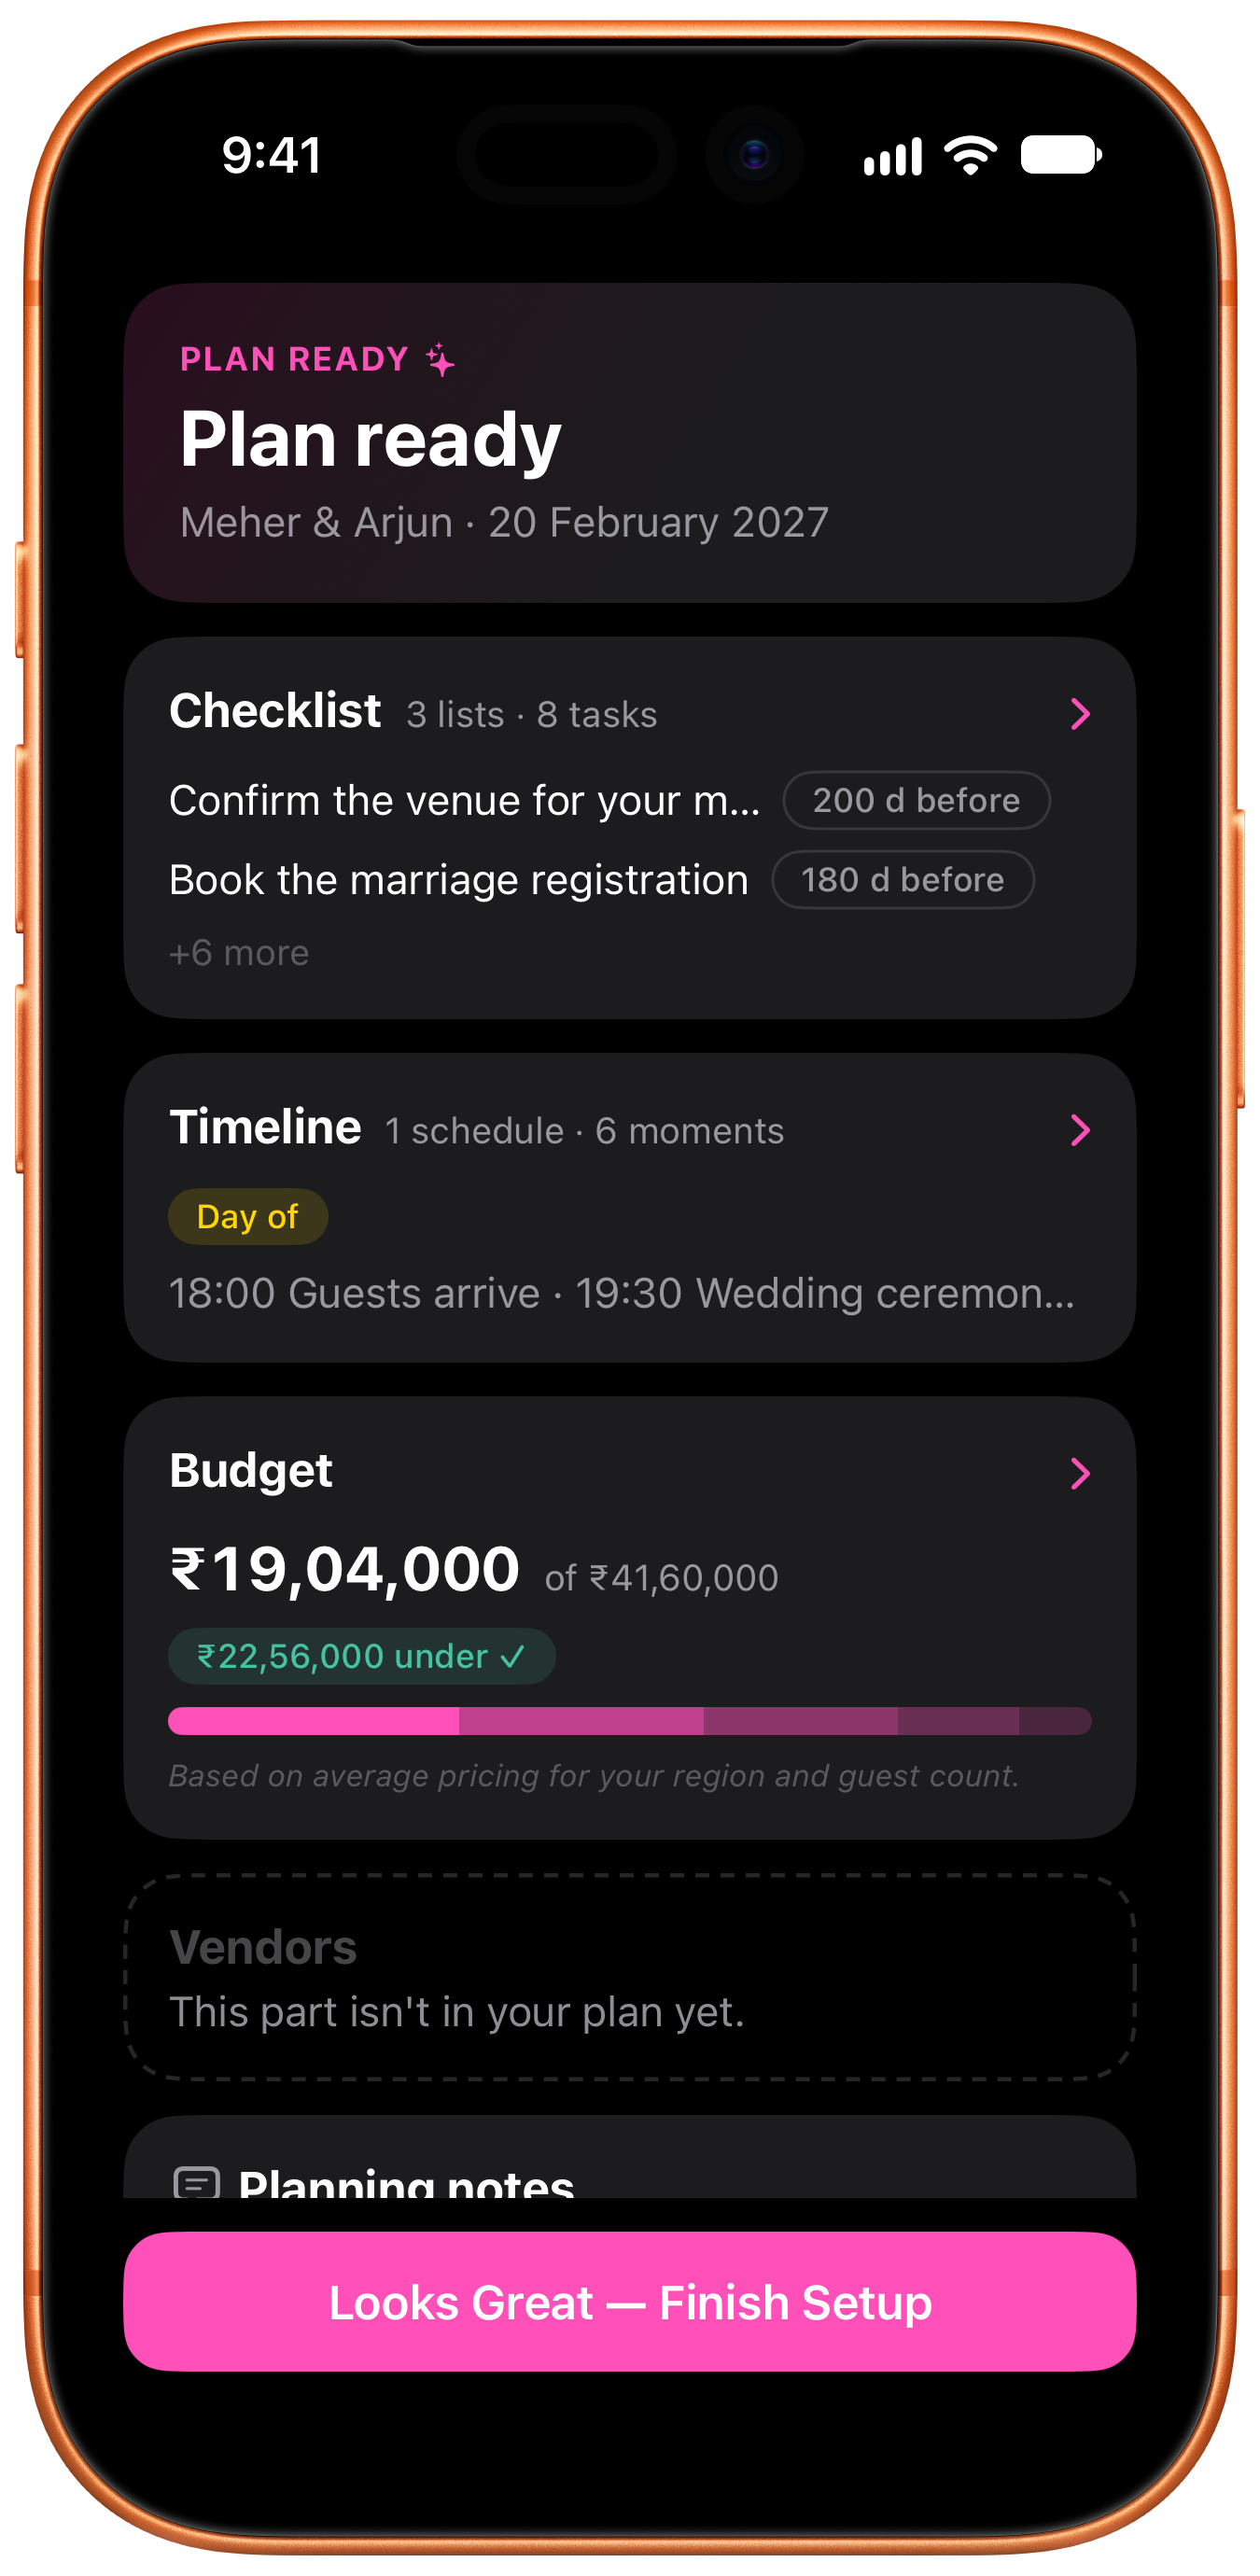 9:41
PLAN READY
Plan ready
Meher & Arjun · 20 February 2027
Checklist 3 lists · 8 tasks
Confirm the venue for your m... 200 d before
Book the marriage registration 180 d before
+6 more
Timeline 1 schedule · 6 moments
Day of
18:00 Guests arrive · 19:30 Wedding ceremon...
Budget
₹19,04,000 of ₹41,60,000
₹22,56,000 under ✓
Based on average pricing for your region and guest count.
Vendors
This part isn't in your plan yet.
Planning notes
Looks Great — Finish Setup